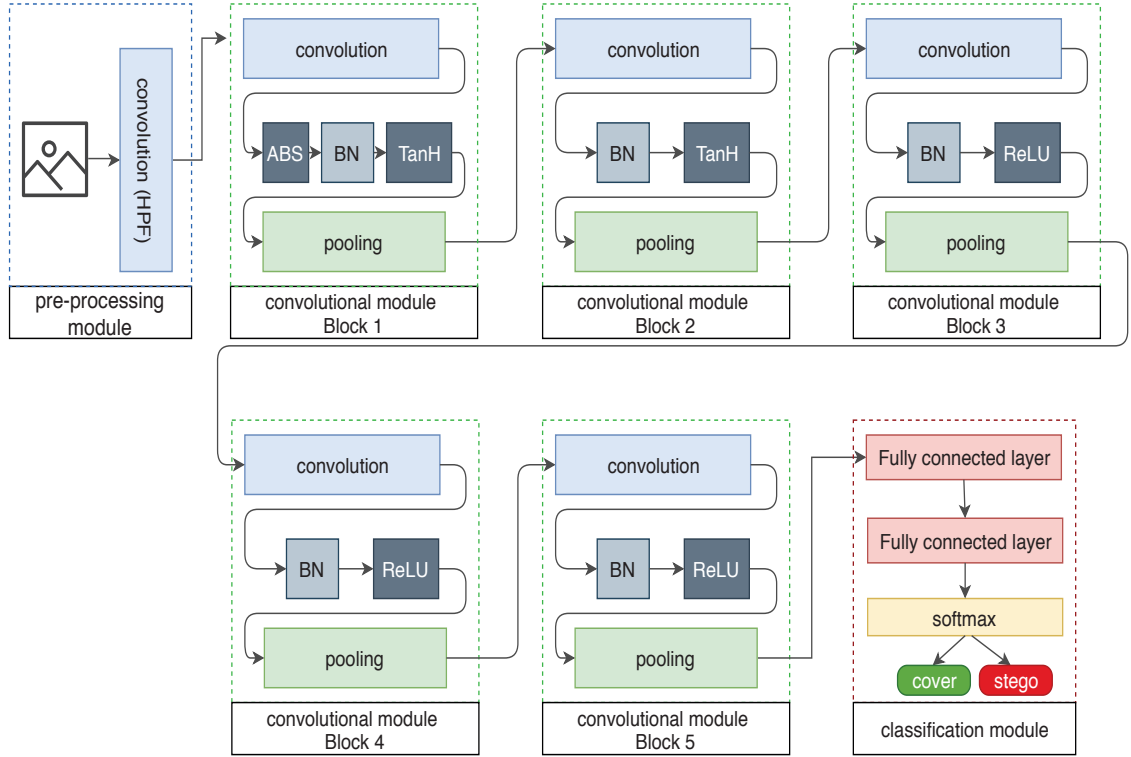 convolution (HPF)
pre-processing
module
convolution
ABS
BN
TanH
pooling
convolutional module
Block 1
convolution
BN
TanH
pooling
convolutional module
Block 2
convolution
BN
ReLU
pooling
convolutional module
Block 3
convolution
BN
ReLU
pooling
convolutional module
Block 4
convolution
BN
ReLU
pooling
convolutional module
Block 5
Fully connected layer
Fully connected layer
softmax
cover
stego
classification module